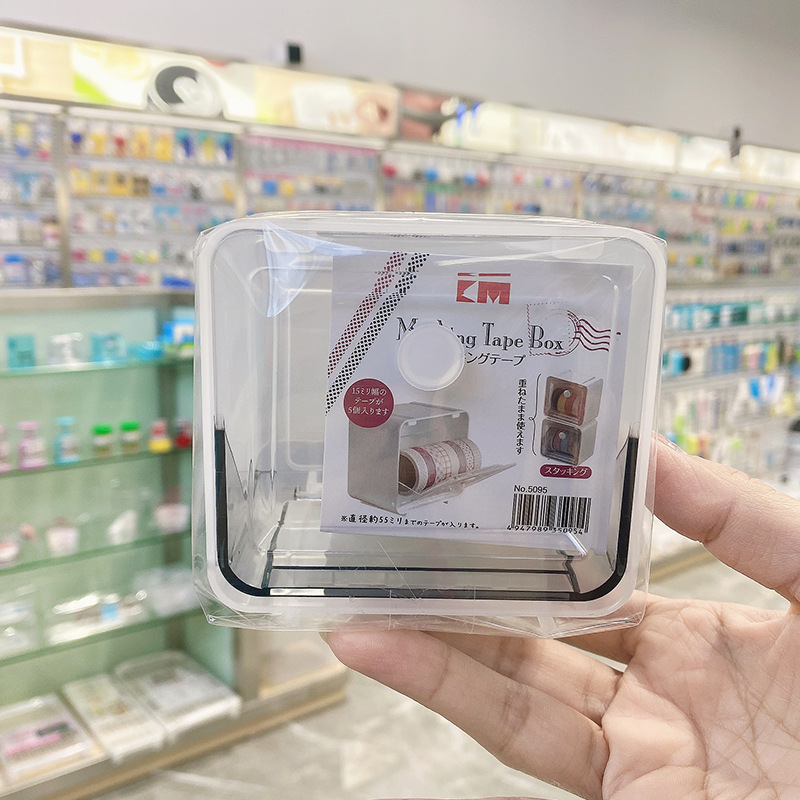 KM
Tape Box
ングテープ
15ミリ幅の
テープが
5個入ります
重ねたまま使えます
スタッキング
No.5095
※直径約55ミリまでのテープが入ります。
4 947989 550954